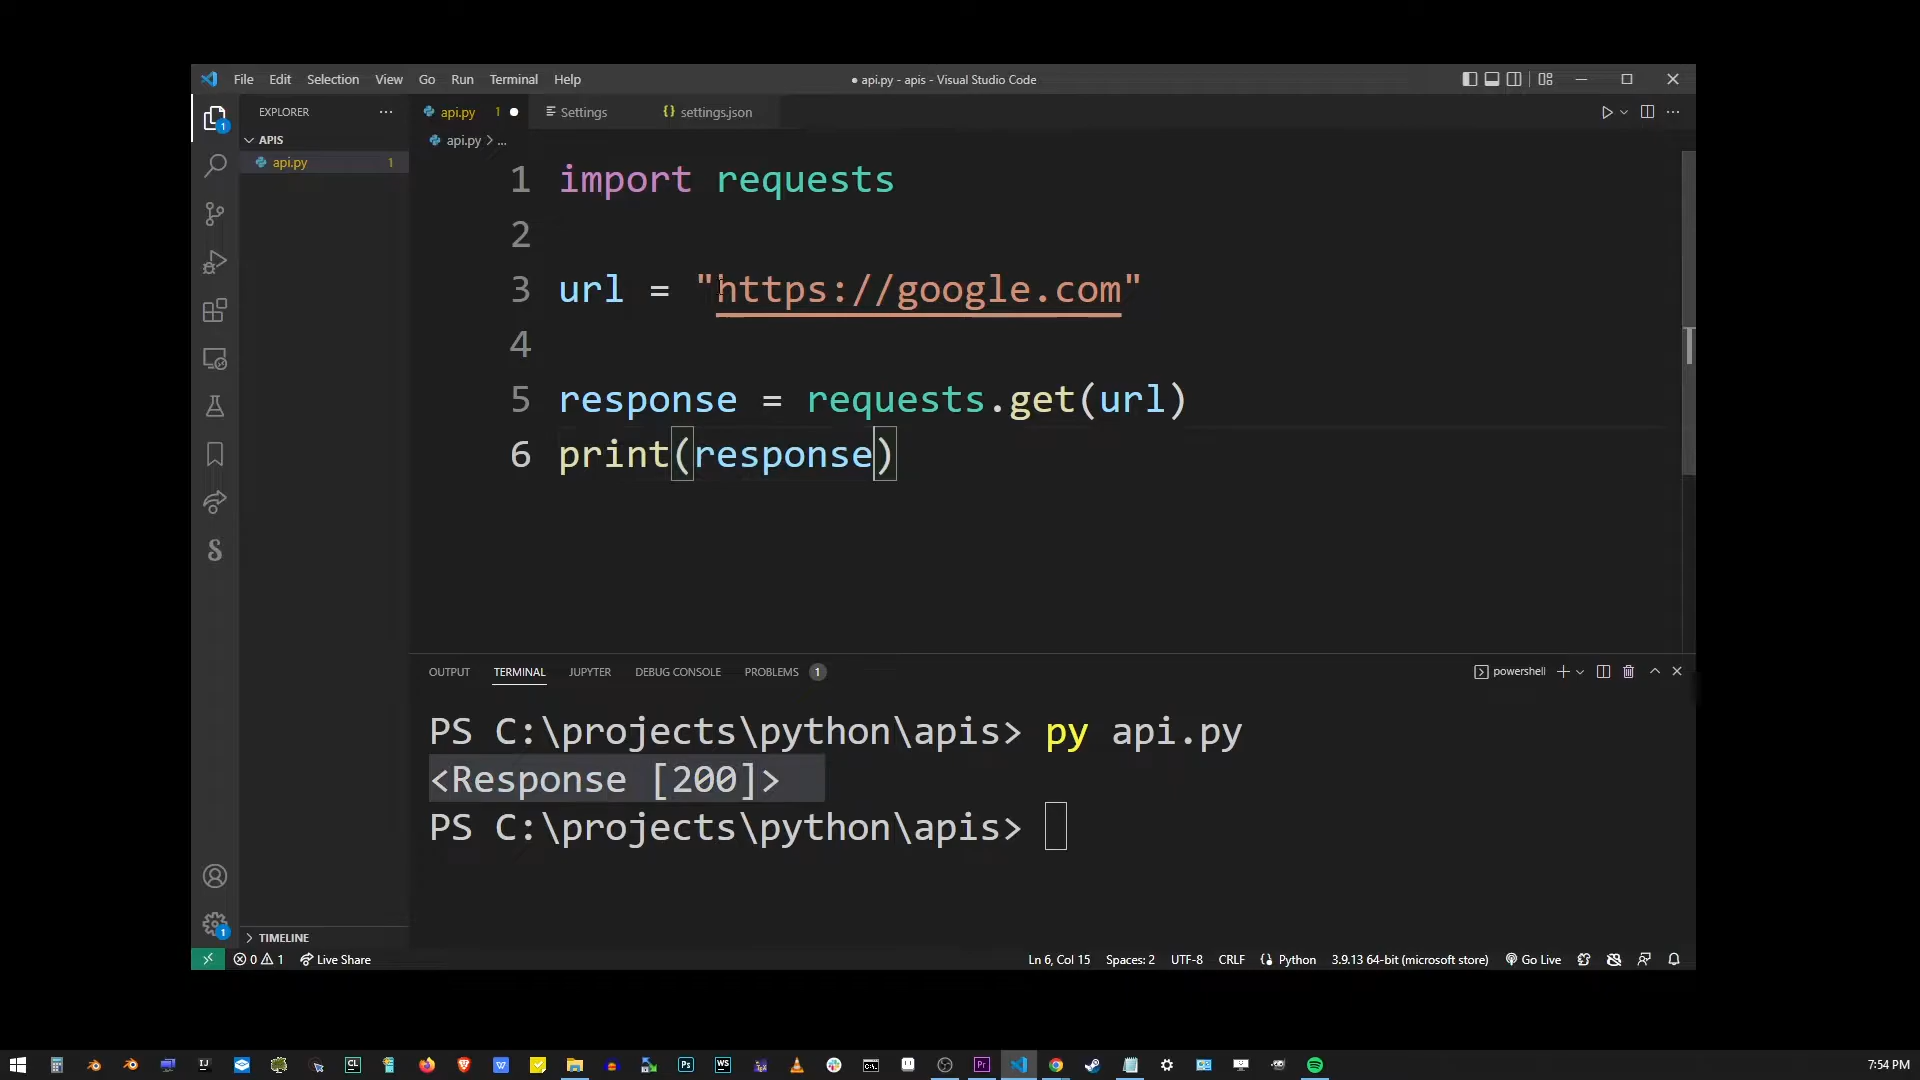 File Edit Selection View Go Run Terminal Help
● api.py - apis - Visual Studio Code
EXPLORER
APIS
api.py 1
TIMELINE
api.py 1
Settings
settings.json
api.py > ...
1 import requests
2
3 url = "https://google.com"
4
5 response = requests.get(url)
6 print(response)
OUTPUT TERMINAL JUPYTER DEBUG CONSOLE PROBLEMS 1
powershell
PS C:\projects\python\apis> py api.py
<Response [200]>
PS C:\projects\python\apis>
0 1 Live Share
Ln 6, Col 15 Spaces: 2 UTF-8 CRLF Python 3.9.13 64-bit (microsoft store) Go Live
7:54 PM